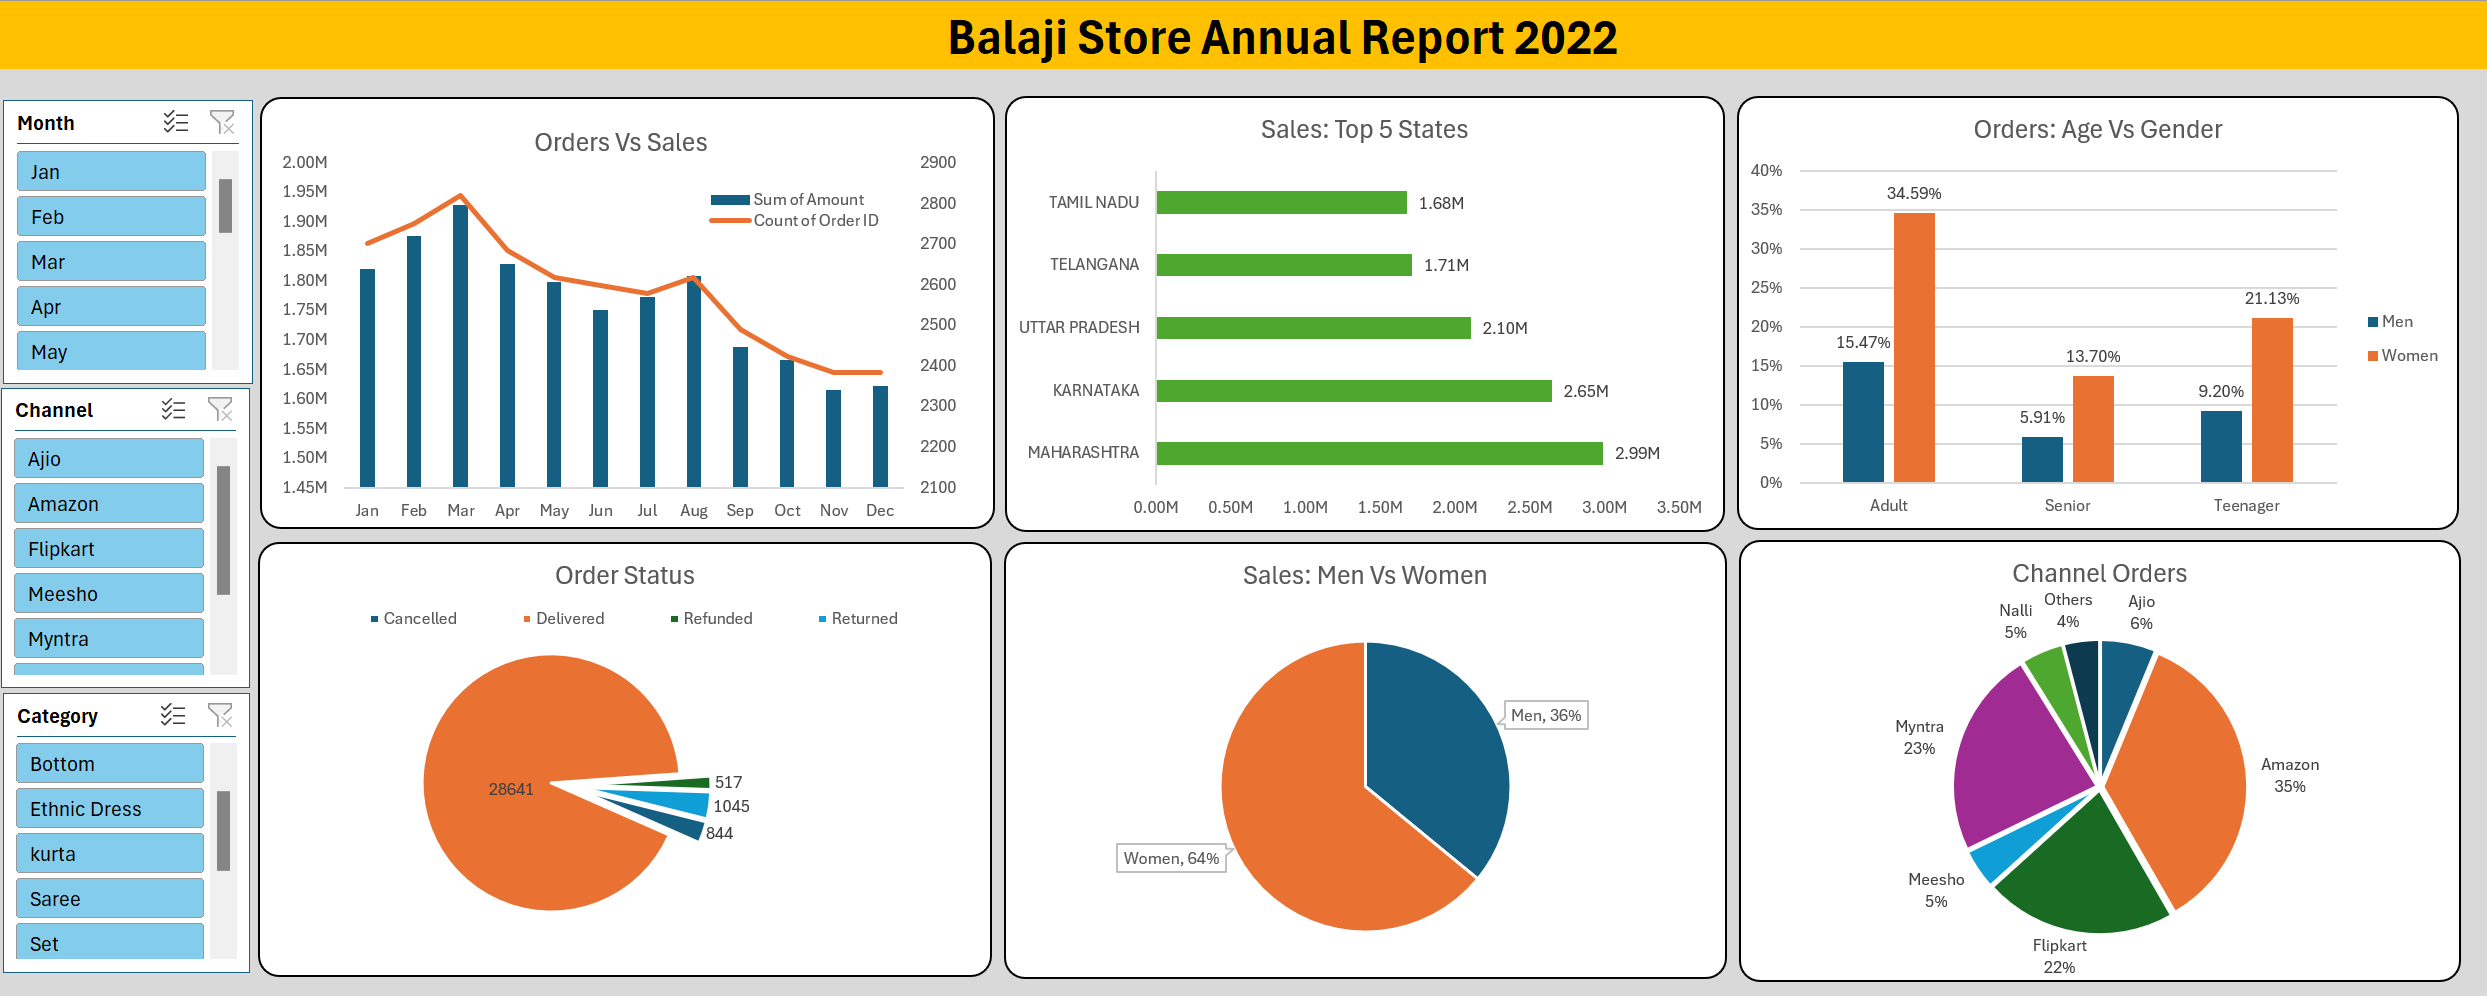 Balaji Store Annual Report 2022
Month
Jan
Feb
Mar
Apr
May
Channel
Ajio
Amazon
Flipkart
Meesho
Myntra
Category
Bottom
Ethnic Dress
kurta
Saree
Set
Orders Vs Sales
2.00M
1.95M
1.90M
1.85M
1.80M
1.75M
1.70M
1.65M
1.60M
1.55M
1.50M
1.45M
2900
2800
2700
2600
2500
2400
2300
2200
2100
Sum of Amount
Count of Order ID
Jan Feb Mar Apr May Jun Jul Aug Sep Oct Nov Dec
Sales: Top 5 States
TAMIL NADU 1.68M
TELANGANA 1.71M
UTTAR PRADESH 2.10M
KARNATAKA 2.65M
MAHARASHTRA 2.99M
0.00M 0.50M 1.00M 1.50M 2.00M 2.50M 3.00M 3.50M
Orders: Age Vs Gender
40%
35%
30%
25%
20%
15%
10%
5%
0%
15.47%
34.59%
5.91%
13.70%
9.20%
21.13%
Men
Women
Adult Senior Teenager
Order Status
Cancelled Delivered Refunded Returned
28641
517
1045
844
Sales: Men Vs Women
Men, 36%
Women, 64%
Channel Orders
Ajio
6%
Amazon
35%
Flipkart
22%
Meesho
5%
Myntra
23%
Nalli
5%
Others
4%